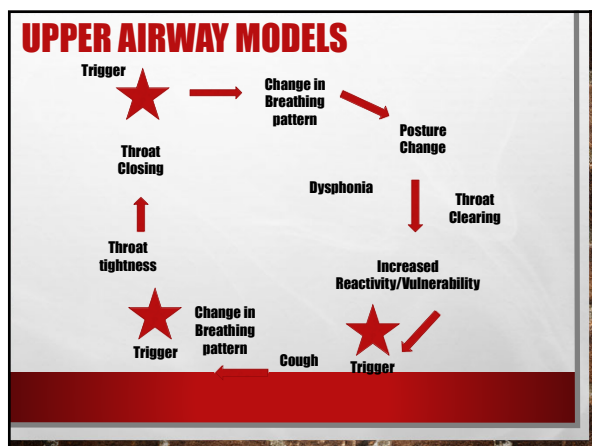 UPPER AIRWAY MODELS
Trigger
Change in
Breathing
pattern
Posture
Change
Dysphonia
Throat
Clearing
Increased
Reactivity/Vulnerability
Trigger
Cough
Change in
Breathing
pattern
Trigger
Throat
tightness
Throat
Closing